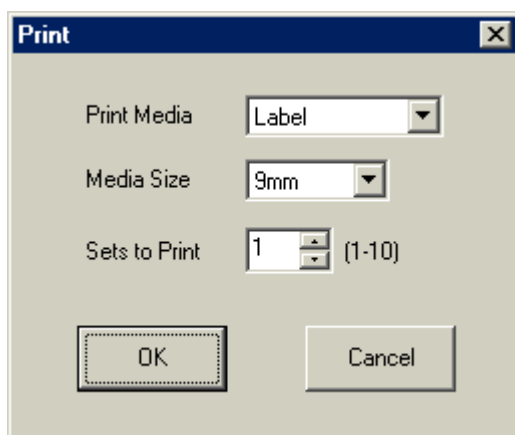 Print
Print Media Label
Media Size 9mm
Sets to Print 1 (1-10)
OK Cancel